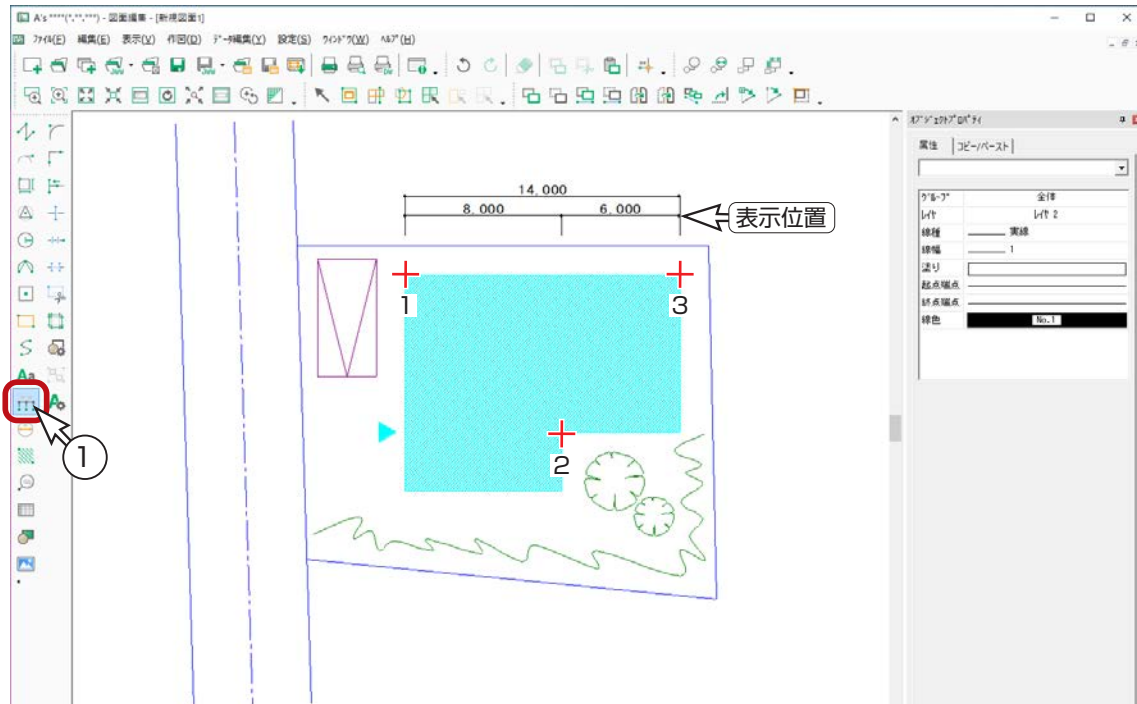 A's ****(*.**.***) - 図面編集 - [新規図面1]
ファイル(F) 編集(E) 表示(V) 作図(D) データ編集(Y) 設定(S) ウィンドウ(W) ヘルプ(H)
オブジェクトプロパティ
属性 コピー/ペースト
グループ 全体
レイヤ レイヤ 2
線種 実線
線幅 1
塗り
起点端点
終点端点
線色 No.1
14,000
8,000 6,000
表示位置
1 3
2
Aa
A
1